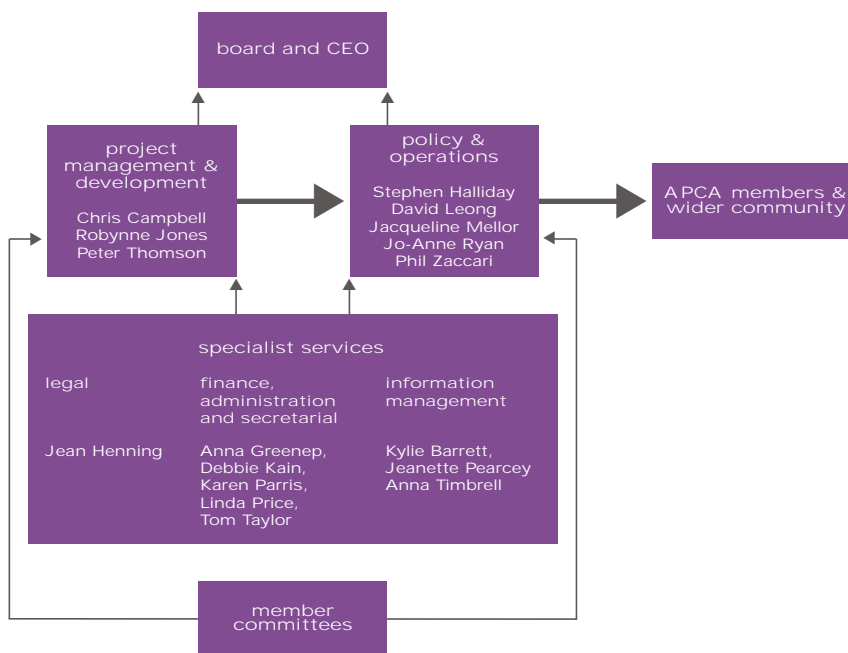 board and CEO
project
management &
development
Chris Campbell
Robynne Jones
Peter Thomson
policy &
operations
Stephen Halliday
David Leong
Jacqueline Mellor
Jo-Anne Ryan
Phil Zaccari
APCA members &
wider community
specialist services
legal
Jean Henning
finance,
administration
and secretarial
Anna Greenep,
Debbie Kain,
Karen Parris,
Linda Price,
Tom Taylor
information
management
Kylie Barrett,
Jeanette Pearcey
Anna Timbrell
member
committees